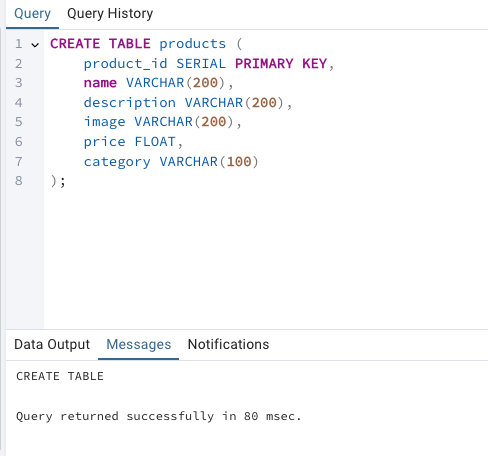 Query Query History
1 CREATE TABLE products (
2 product_id SERIAL PRIMARY KEY,
3 name VARCHAR(200),
4 description VARCHAR(200),
5 image VARCHAR(200),
6 price FLOAT,
7 category VARCHAR(100)
8 );
Data Output Messages Notifications
CREATE TABLE
Query returned successfully in 80 msec.